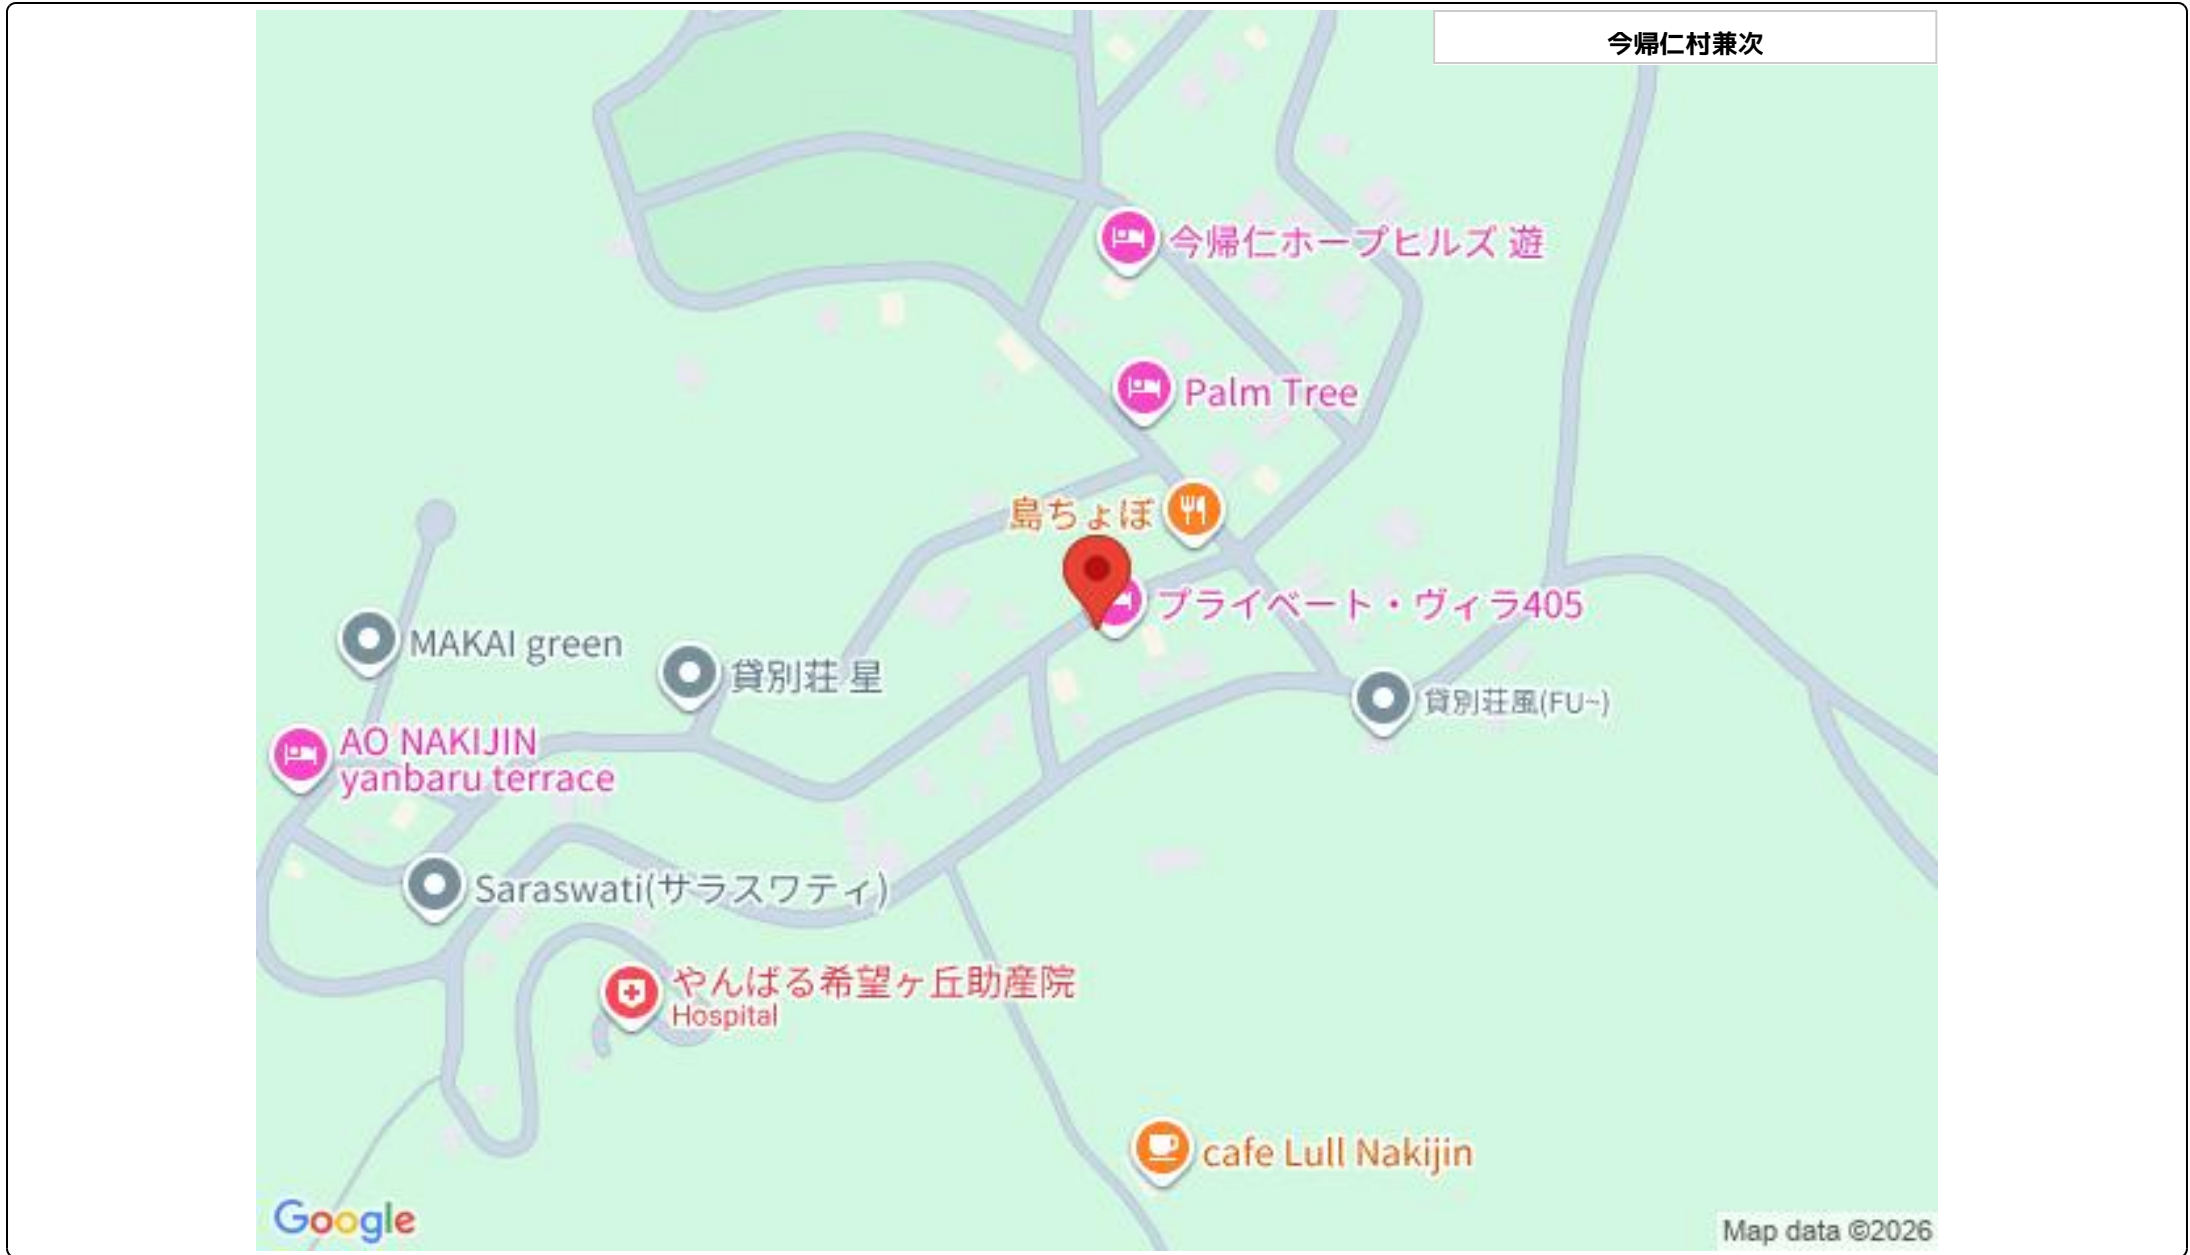 今帰仁村兼次
今帰仁ホープヒルズ 遊
Palm Tree
島ちょぼ
プライベート・ヴィラ405
MAKAI green
貸別荘 星
貸別荘風(FU~)
AO NAKIJIN
yanbaru terrace
Saraswati(サラスワティ)
やんばる希望ヶ丘助産院
Hospital
cafe Lull Nakijin
Google
Map data ©2026